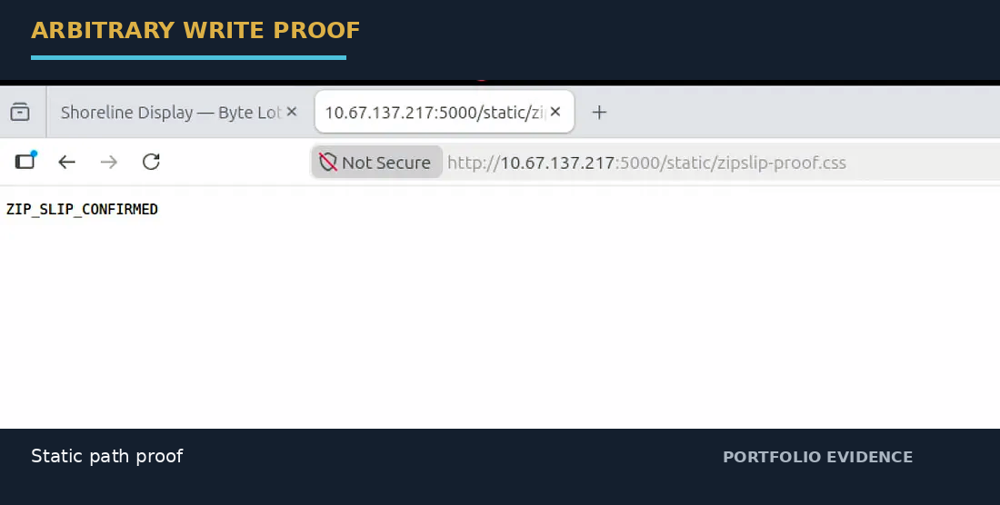 ARBITRARY WRITE PROOF
Shoreline Display — Byte Lot
10.67.137.217:5000/static/zi
Not Secure http://10.67.137.217:5000/static/zipslip-proof.css
ZIP_SLIP_CONFIRMED
Static path proof
PORTFOLIO EVIDENCE